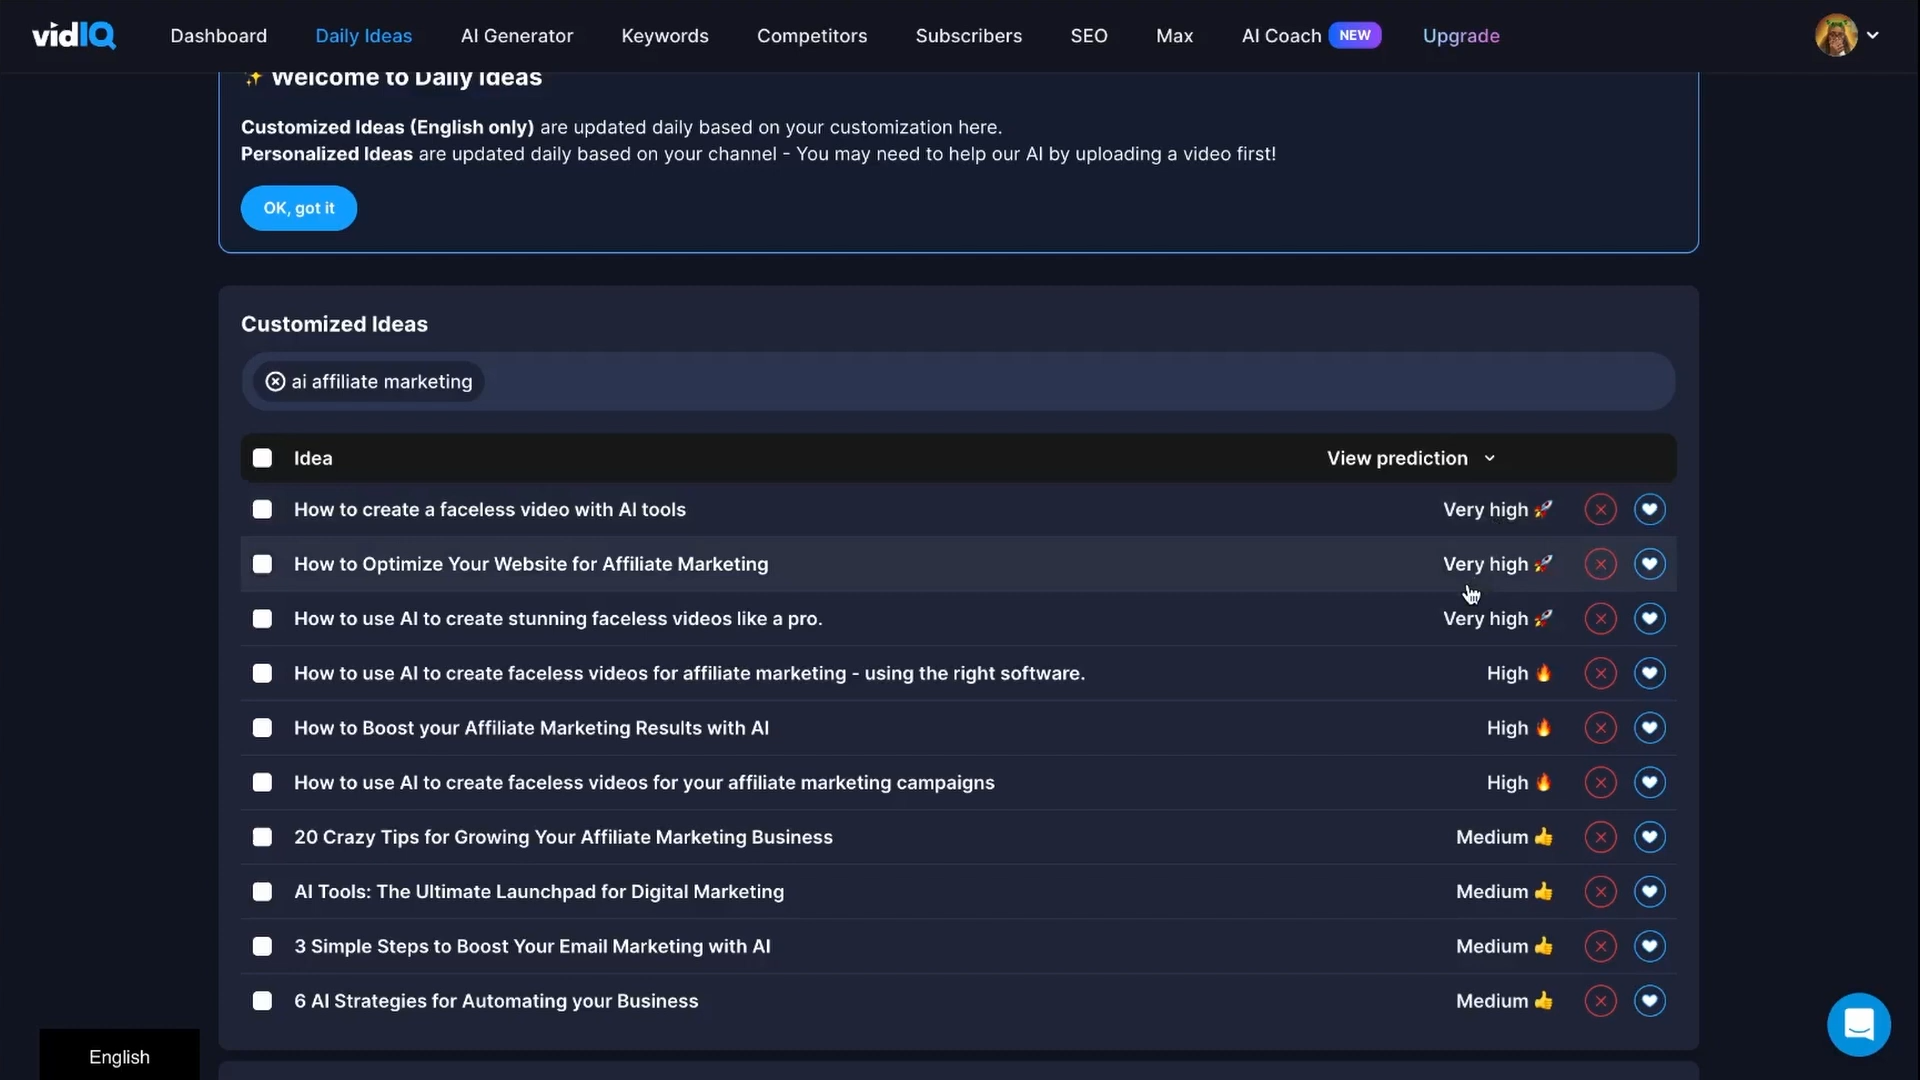 vidIQ Dashboard Daily Ideas AI Generator Keywords Competitors Subscribers SEO Max AI Coach NEW Upgrade
✨ Welcome to Daily Ideas
Customized Ideas (English only) are updated daily based on your customization here.
Personalized Ideas are updated daily based on your channel - You may need to help our AI by uploading a video first!
OK, got it
Customized Ideas
ai affiliate marketing
Idea View prediction
How to create a faceless video with AI tools Very high 🚀
How to Optimize Your Website for Affiliate Marketing Very high 🚀
How to use AI to create stunning faceless videos like a pro. Very high 🚀
How to use AI to create faceless videos for affiliate marketing - using the right software. High 🔥
How to Boost your Affiliate Marketing Results with AI High 🔥
How to use AI to create faceless videos for your affiliate marketing campaigns High 🔥
20 Crazy Tips for Growing Your Affiliate Marketing Business Medium 👍
AI Tools: The Ultimate Launchpad for Digital Marketing Medium 👍
3 Simple Steps to Boost Your Email Marketing with AI Medium 👍
6 AI Strategies for Automating your Business Medium 👍
English